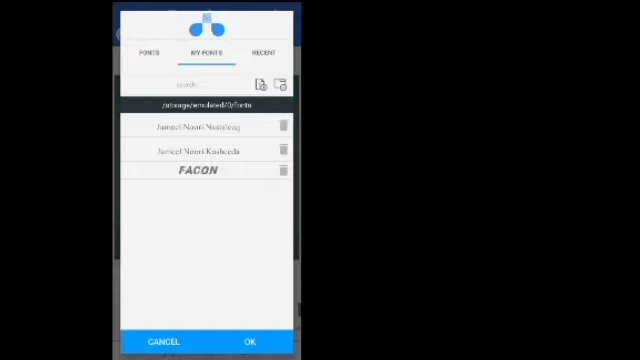 FONTS MY FONTS RECENT
search
/storage/emulated/0/fonts
Jameel Noori Nastaleeq
Jameel Noori Kasheeda
FACON
CANCEL OK